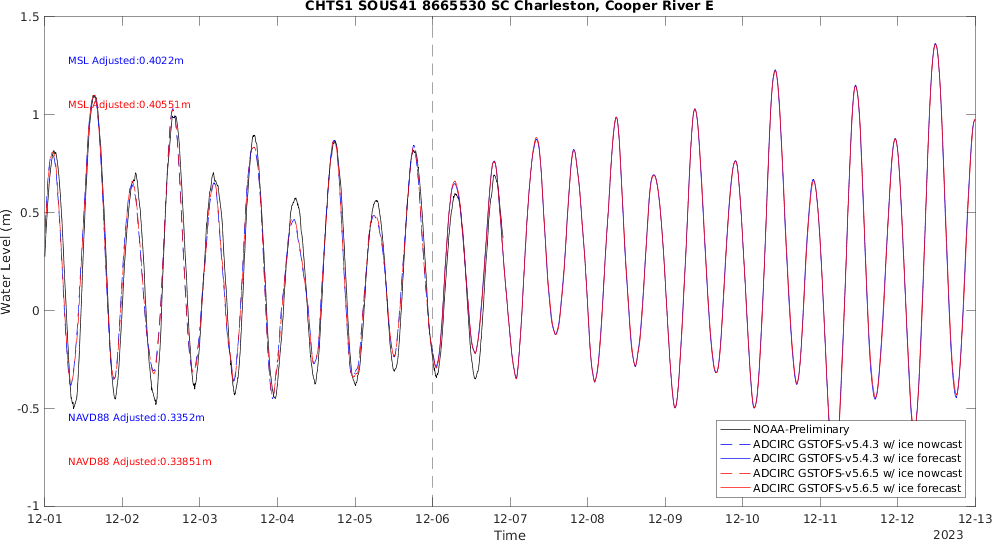 CHTS1 SOUS41 8665530 SC Charleston, Cooper River E
1.5
1
0.5
0
-0.5
-1
Water Level (m)
MSL Adjusted:0.4022m
MSL Adjusted:0.40551m
NAVD88 Adjusted:0.3352m
NAVD88 Adjusted:0.33851m
NOAA-Preliminary
ADCIRC GSTOFS-v5.4.3 w/ ice nowcast
ADCIRC GSTOFS-v5.4.3 w/ ice forecast
ADCIRC GSTOFS-v5.6.5 w/ ice nowcast
ADCIRC GSTOFS-v5.6.5 w/ ice forecast
12-01 12-02 12-03 12-04 12-05 12-06 12-07 12-08 12-09 12-10 12-11 12-12 12-13
Time
2023